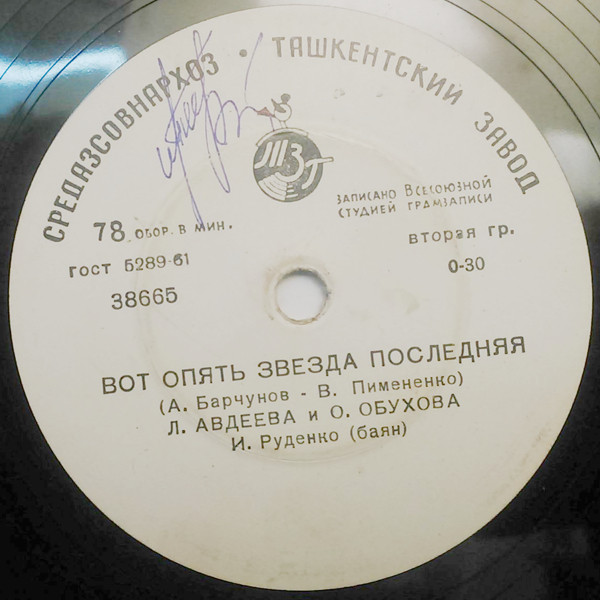 СРЕДАЗСОВНАРХОЗ • ТАШКЕНТСКИЙ ЗАВОД
ТЗГ
ЗАПИСАНО ВСЕСОЮЗНОЙ
СТУДИЕЙ ГРАМЗАПИСИ
78 ОБОР. В МИН.
ГОСТ 5289-61
38665
вторая гр.
0-30
ВОТ ОПЯТЬ ЗВЕЗДА ПОСЛЕДНЯЯ
(А. Барчунов - В. Пимененко)
Л. АВДЕЕВА и О. ОБУХОВА
И. Руденко (баян)